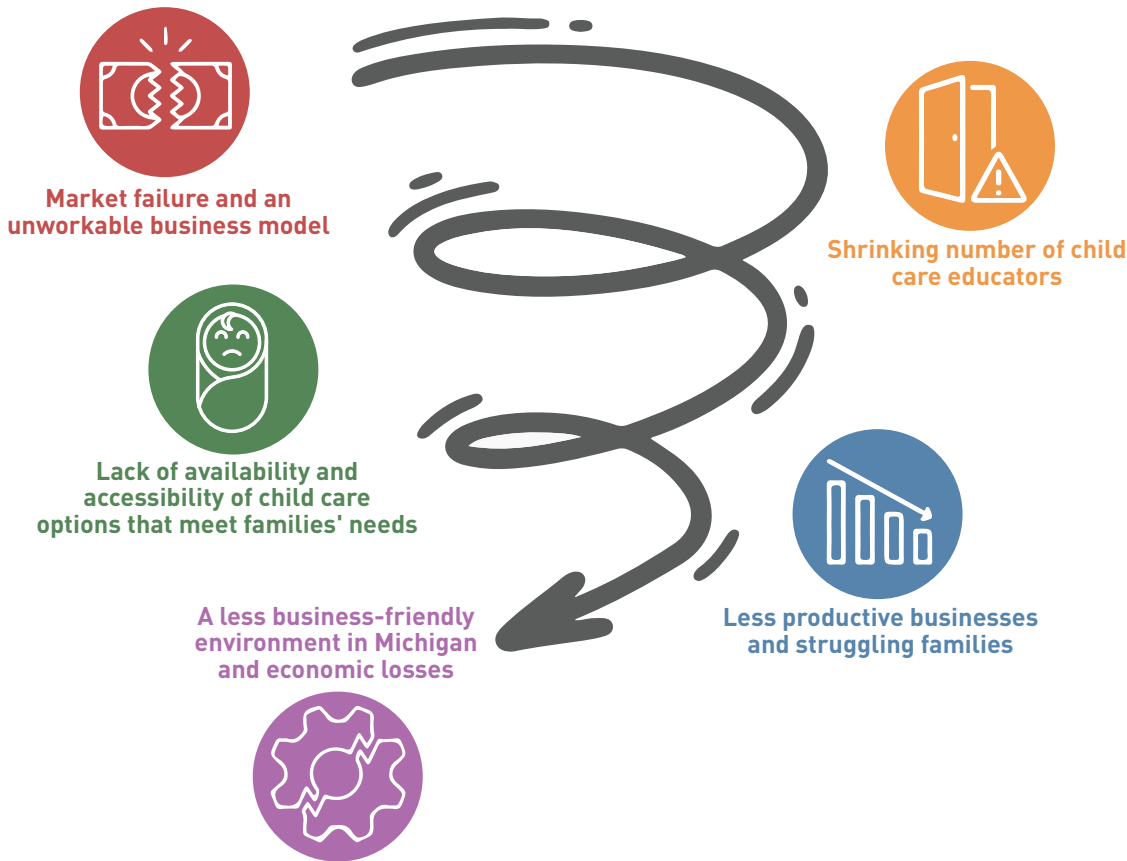 Market failure and an
unworkable business model
Shrinking number of child
care educators
Lack of availability and
accessibility of child care
options that meet families' needs
Less productive businesses
and struggling families
A less business-friendly
environment in Michigan
and economic losses